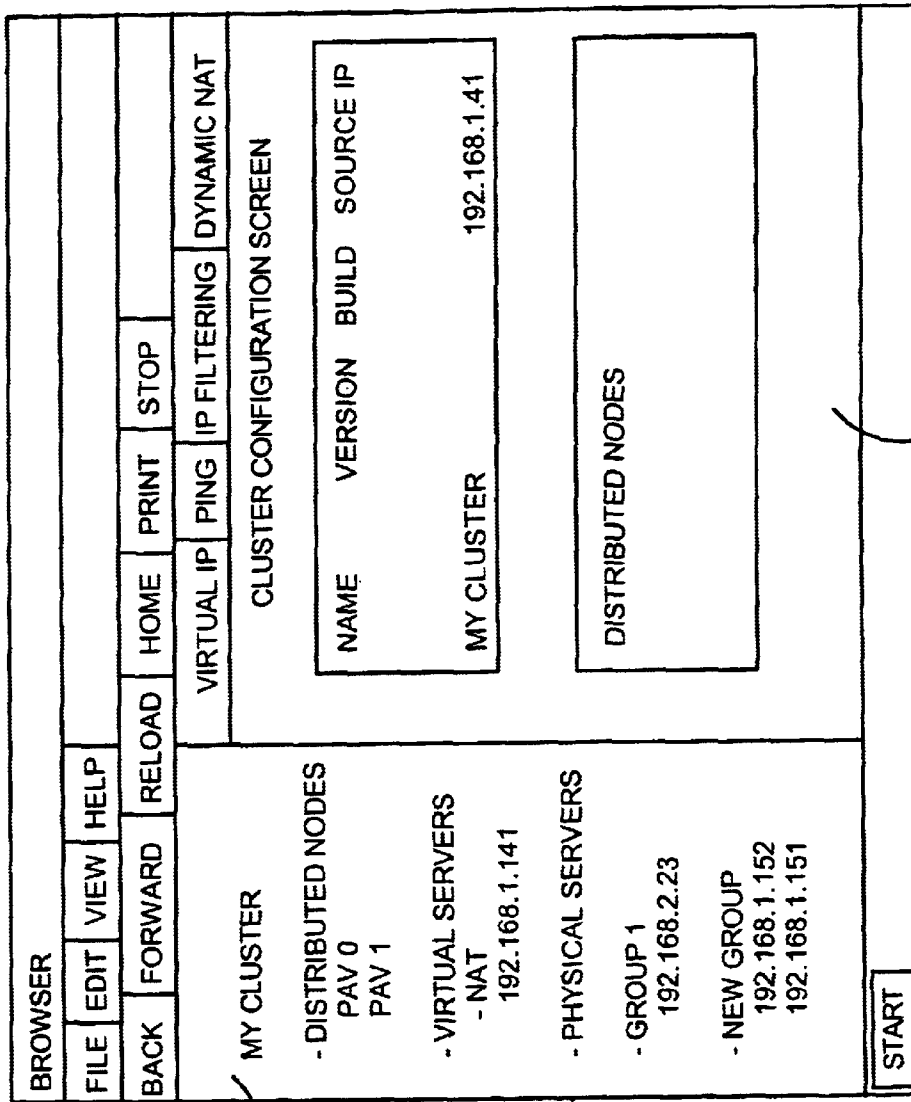 BROWSER
FILE EDIT VIEW HELP
BACK FORWARD RELOAD HOME PRINT STOP
VIRTUAL IP PING IP FILTERING DYNAMIC NAT
MY CLUSTER
- DISTRIBUTED NODES
PAV 0
PAV 1
- VIRTUAL SERVERS
- NAT
192.168.1.141
- PHYSICAL SERVERS
- GROUP 1
192.168.2.23
- NEW GROUP
192.168.1.152
192.168.1.151
CLUSTER CONFIGURATION SCREEN
NAME VERSION BUILD SOURCE IP
MY CLUSTER 192.168.1.41
DISTRIBUTED NODES
START